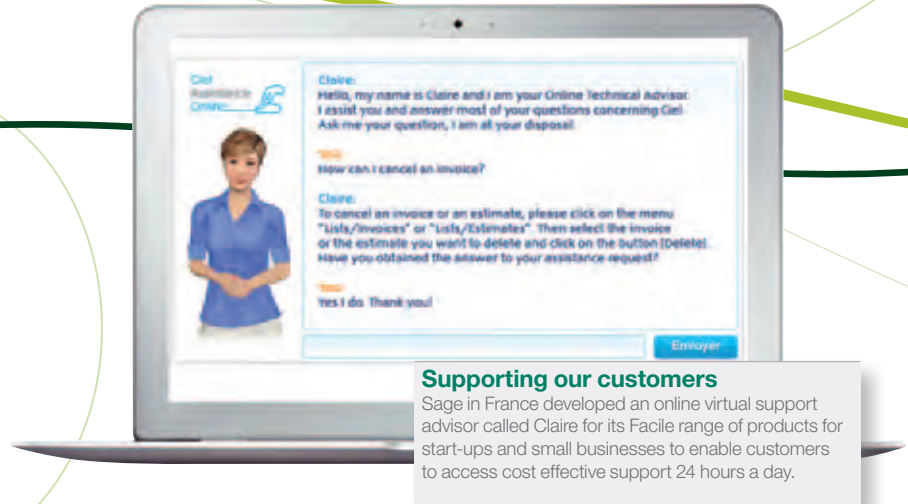 Ciel
Assistance
Online
Claire:
Hello, my name is Claire and I am your Online Technical Advisor.
I assist you and answer most of your questions concerning Ciel.
Ask me your question, I am at your disposal.
You:
How can I cancel an invoice?
Claire:
To cancel an invoice or an estimate, please click on the menu
"Lists/Invoices" or "Lists/Estimates". Then select the invoice
or the estimate you want to delete and click on the button [Delete].
Have you obtained the answer to your assistance request?
You:
Yes I do. Thank you!
Envoyer
Supporting our customers
Sage in France developed an online virtual support
advisor called Claire for its Facile range of products for
start-ups and small businesses to enable customers
to access cost effective support 24 hours a day.